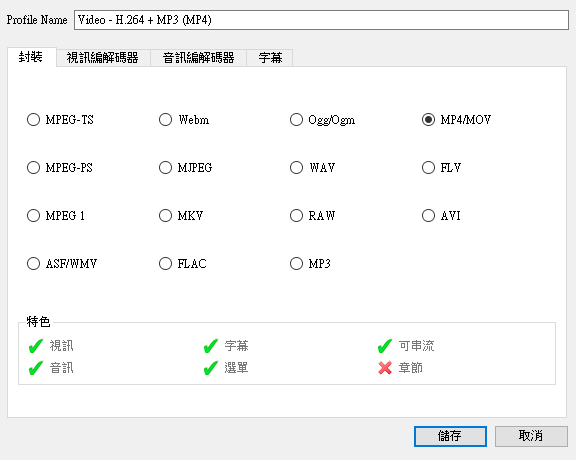 Profile Name Video - H.264 + MP3 (MP4)
封裝 視訊編解碼器 音訊編解碼器 字幕
MPEG-TS Webm Ogg/Ogm MP4/MOV
MPEG-PS MJPEG WAV FLV
MPEG 1 MKV RAW AVI
ASF/WMV FLAC MP3
特色
視訊 字幕 可串流
音訊 選單 章節
儲存 取消